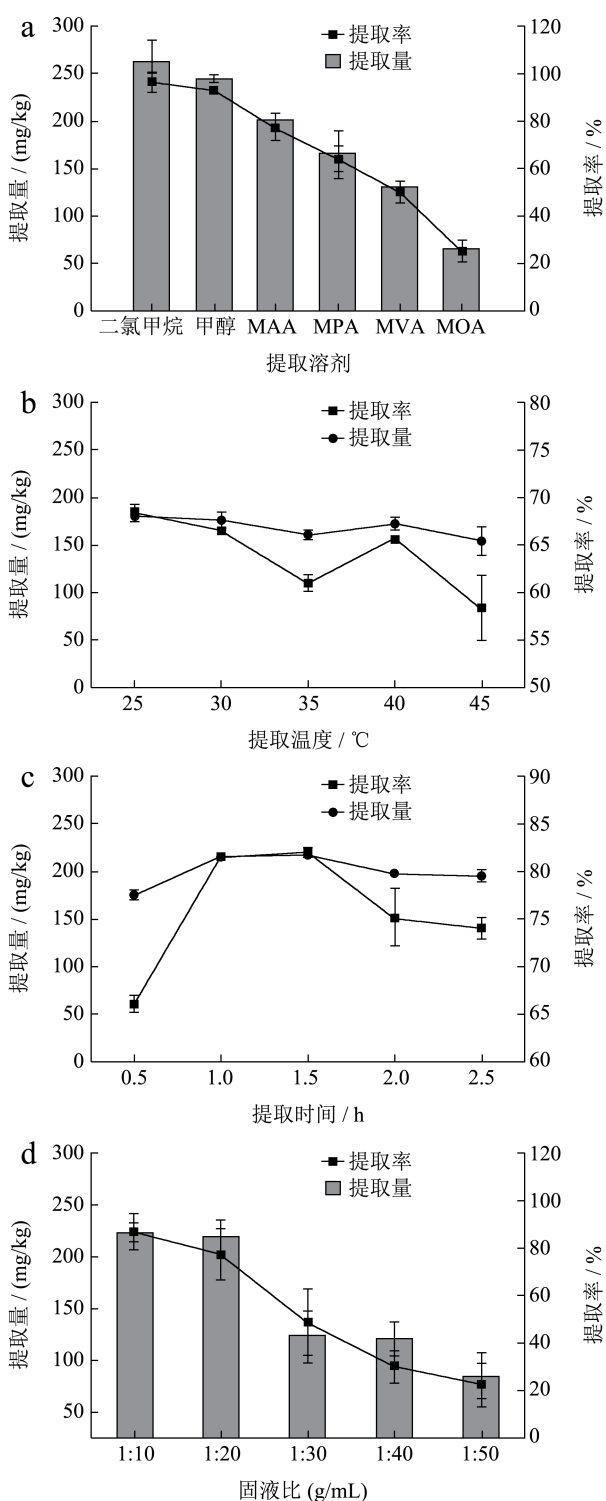 a
提取率
提取量
300
250
200
150
100
50
0
提取量 / (mg/kg)
120
100
80
60
40
20
0
提取率 / %
二氯甲烷 甲醇 MAA MPA MVA MOA
提取溶剂
b
提取率
提取量
300
250
200
150
100
50
0
提取量 / (mg/kg)
80
75
70
65
60
55
50
提取率 / %
25 30 35 40 45
提取温度 / ℃
c
提取率
提取量
300
250
200
150
100
50
0
提取量 / (mg/kg)
90
85
80
75
70
65
60
提取率 / %
0.5 1.0 1.5 2.0 2.5
提取时间 / h
d
提取率
提取量
300
250
200
150
100
50
提取量 / (mg/kg)
120
100
80
60
40
20
0
提取率 / %
1:10 1:20 1:30 1:40 1:50
固液比 (g/mL)